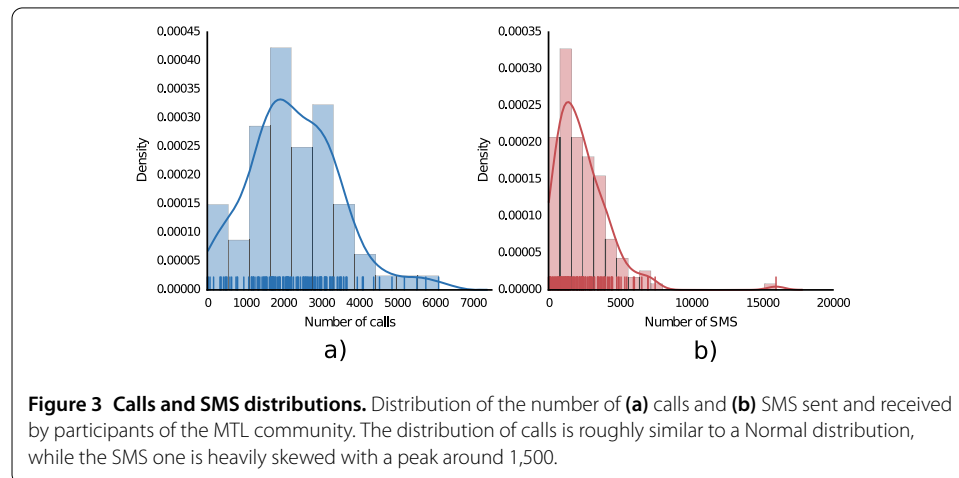 0.00045
0.00040
0.00035
0.00030
0.00025
0.00020
0.00015
0.00010
0.00005
0.00000
Density
0 1000 2000 3000 4000 5000 6000 7000
Number of calls
a)
0.00035
0.00030
0.00025
0.00020
0.00015
0.00010
0.00005
0.00000
Density
0 5000 10000 15000 20000
Number of SMS
b)
Figure 3 Calls and SMS distributions. Distribution of the number of (a) calls and (b) SMS sent and received
by participants of the MTL community. The distribution of calls is roughly similar to a Normal distribution,
while the SMS one is heavily skewed with a peak around 1,500.